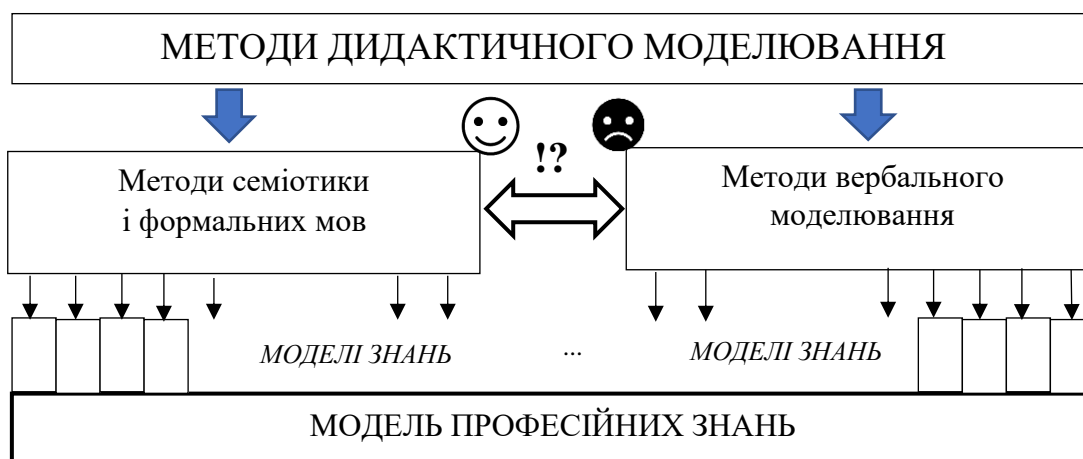 МЕТОДИ ДИДАКТИЧНОГО МОДЕЛЮВАННЯ
!?
Методи семіотики
і формальних мов
Методи вербального
моделювання
МОДЕЛІ ЗНАНЬ
...
МОДЕЛІ ЗНАНЬ
МОДЕЛЬ ПРОФЕСІЙНИХ ЗНАНЬ